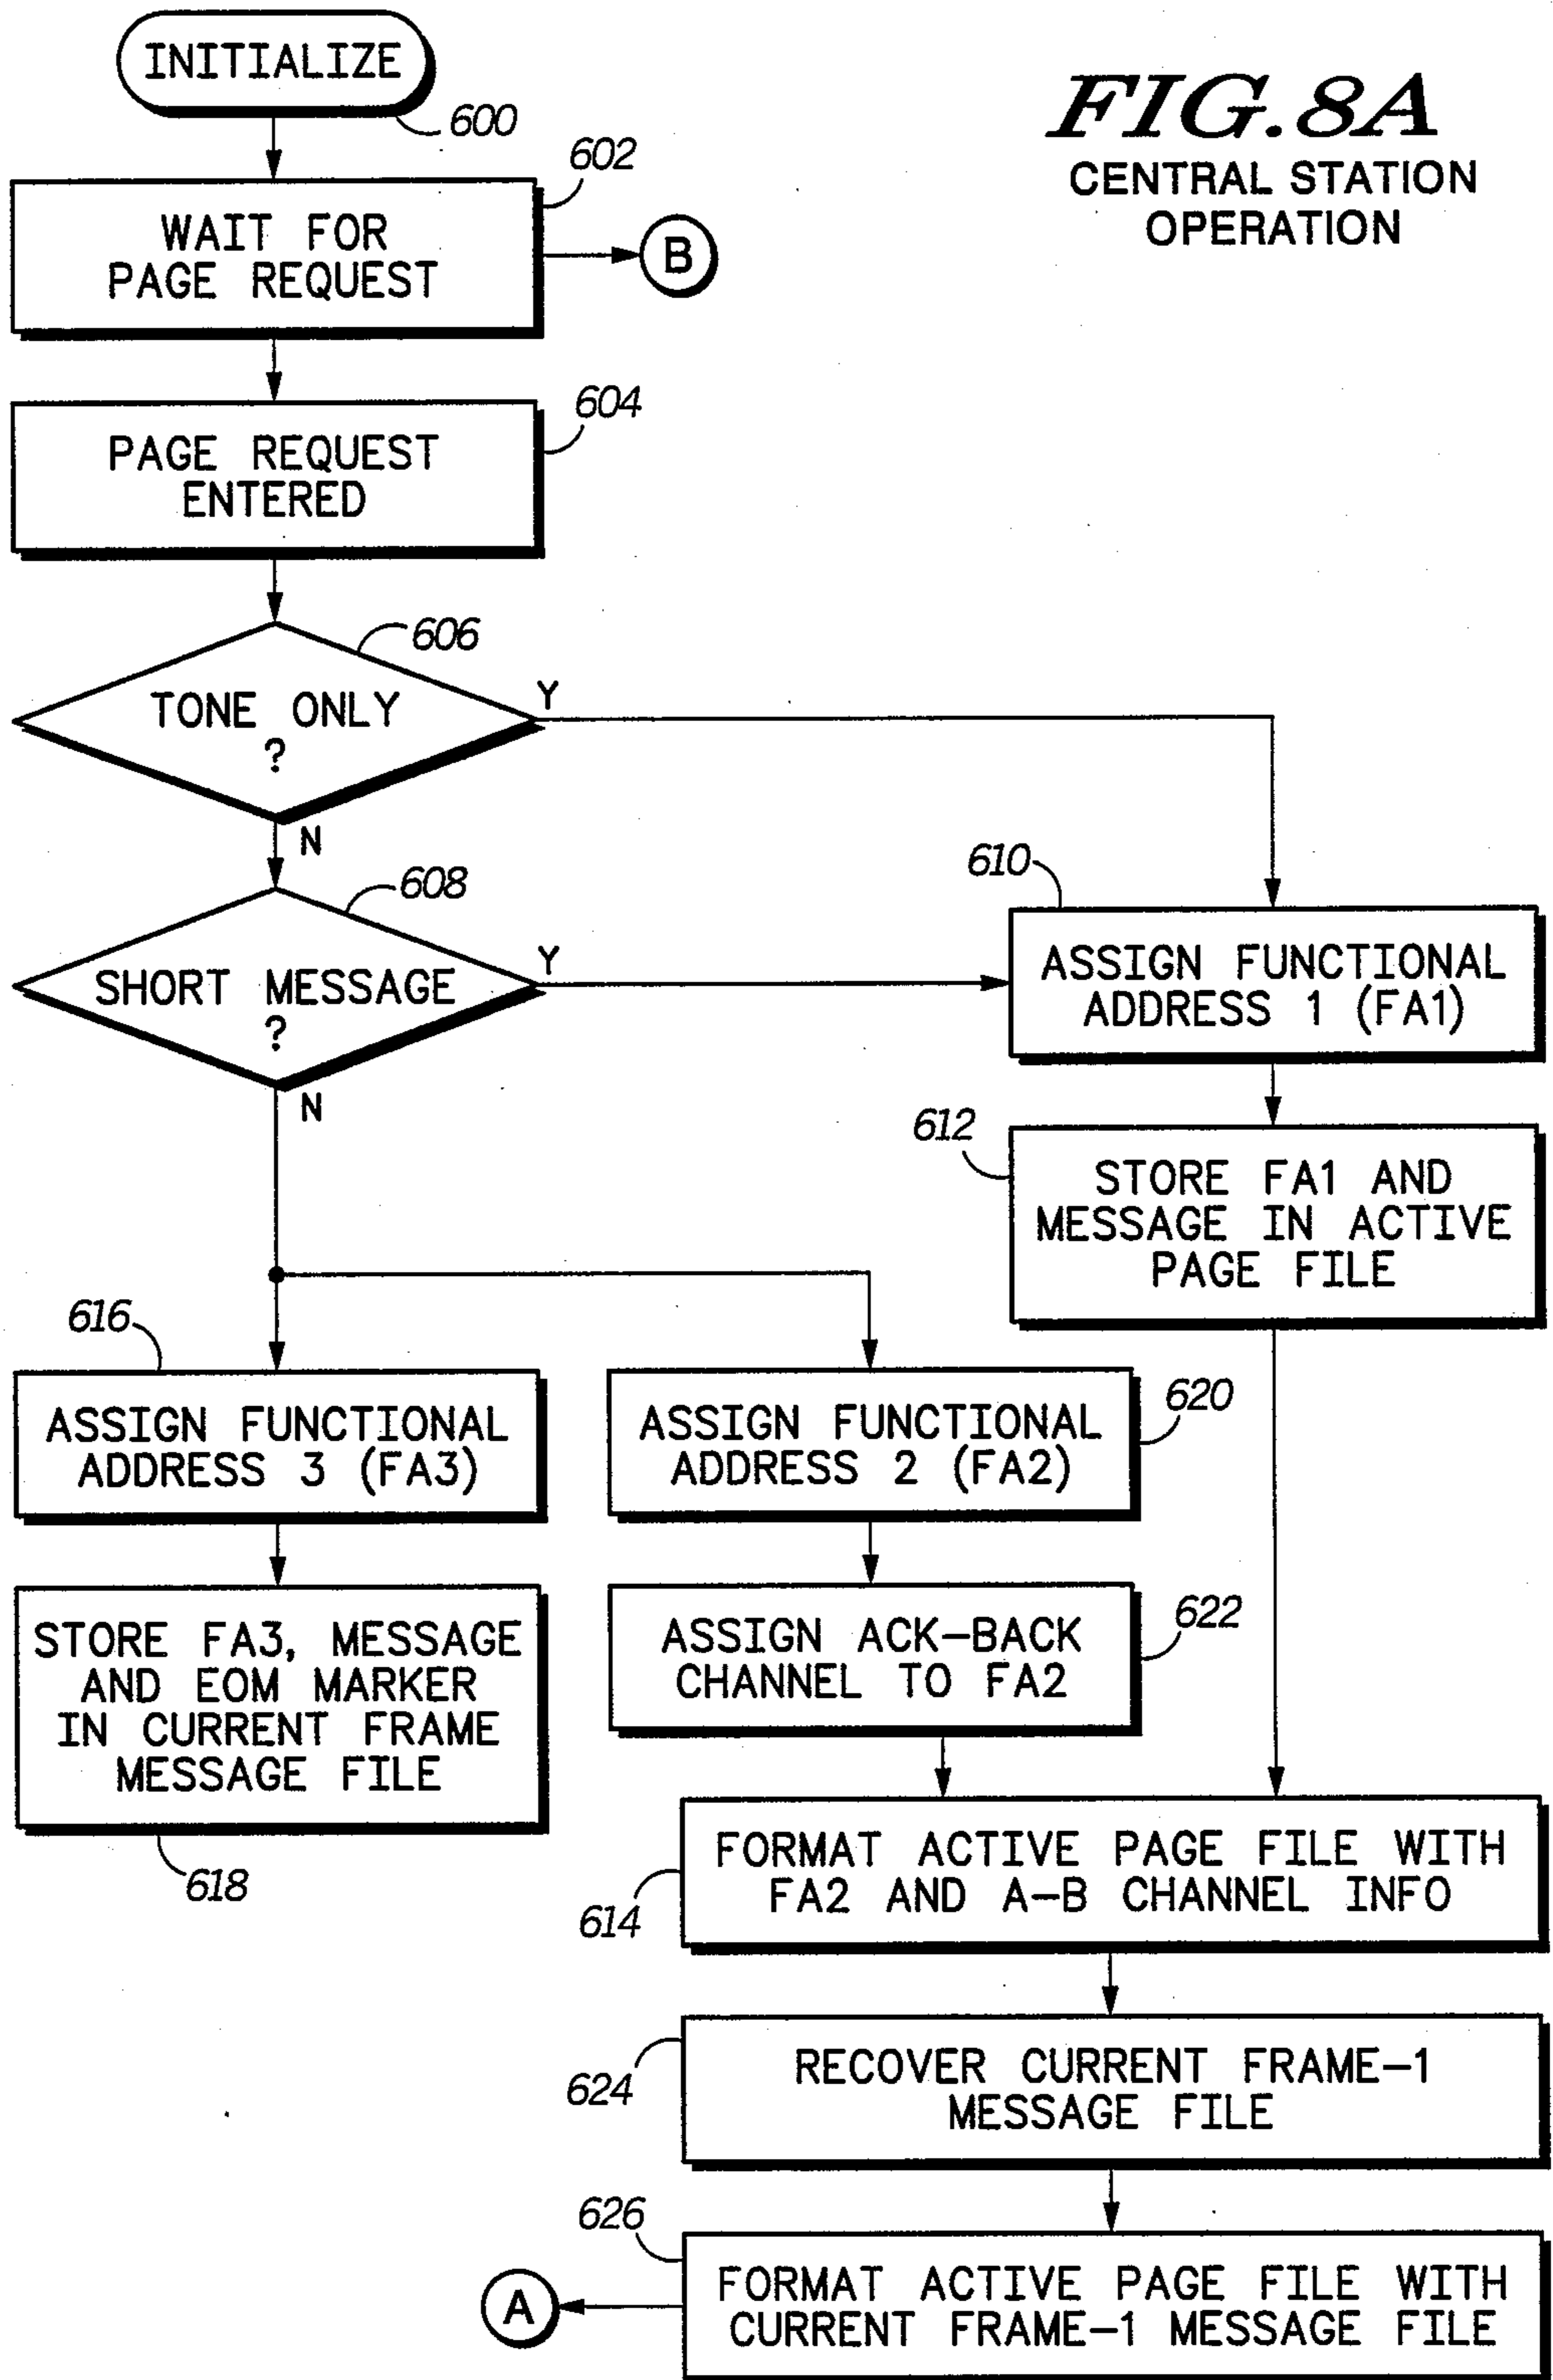 INITIALIZE
600
FIG.8A
CENTRAL STATION
OPERATION
602
WAIT FOR
PAGE REQUEST
B
604
PAGE REQUEST
ENTERED
606
TONE ONLY
?
Y
N
608
SHORT MESSAGE
?
Y
N
610
ASSIGN FUNCTIONAL
ADDRESS 1 (FA1)
612
STORE FA1 AND
MESSAGE IN ACTIVE
PAGE FILE
616
ASSIGN FUNCTIONAL
ADDRESS 3 (FA3)
ASSIGN FUNCTIONAL
ADDRESS 2 (FA2)
620
STORE FA3, MESSAGE
AND EOM MARKER
IN CURRENT FRAME
MESSAGE FILE
618
ASSIGN ACK-BACK
CHANNEL TO FA2
622
FORMAT ACTIVE PAGE FILE WITH
FA2 AND A-B CHANNEL INFO
614
RECOVER CURRENT FRAME-1
MESSAGE FILE
624
626
FORMAT ACTIVE PAGE FILE WITH
CURRENT FRAME-1 MESSAGE FILE
A